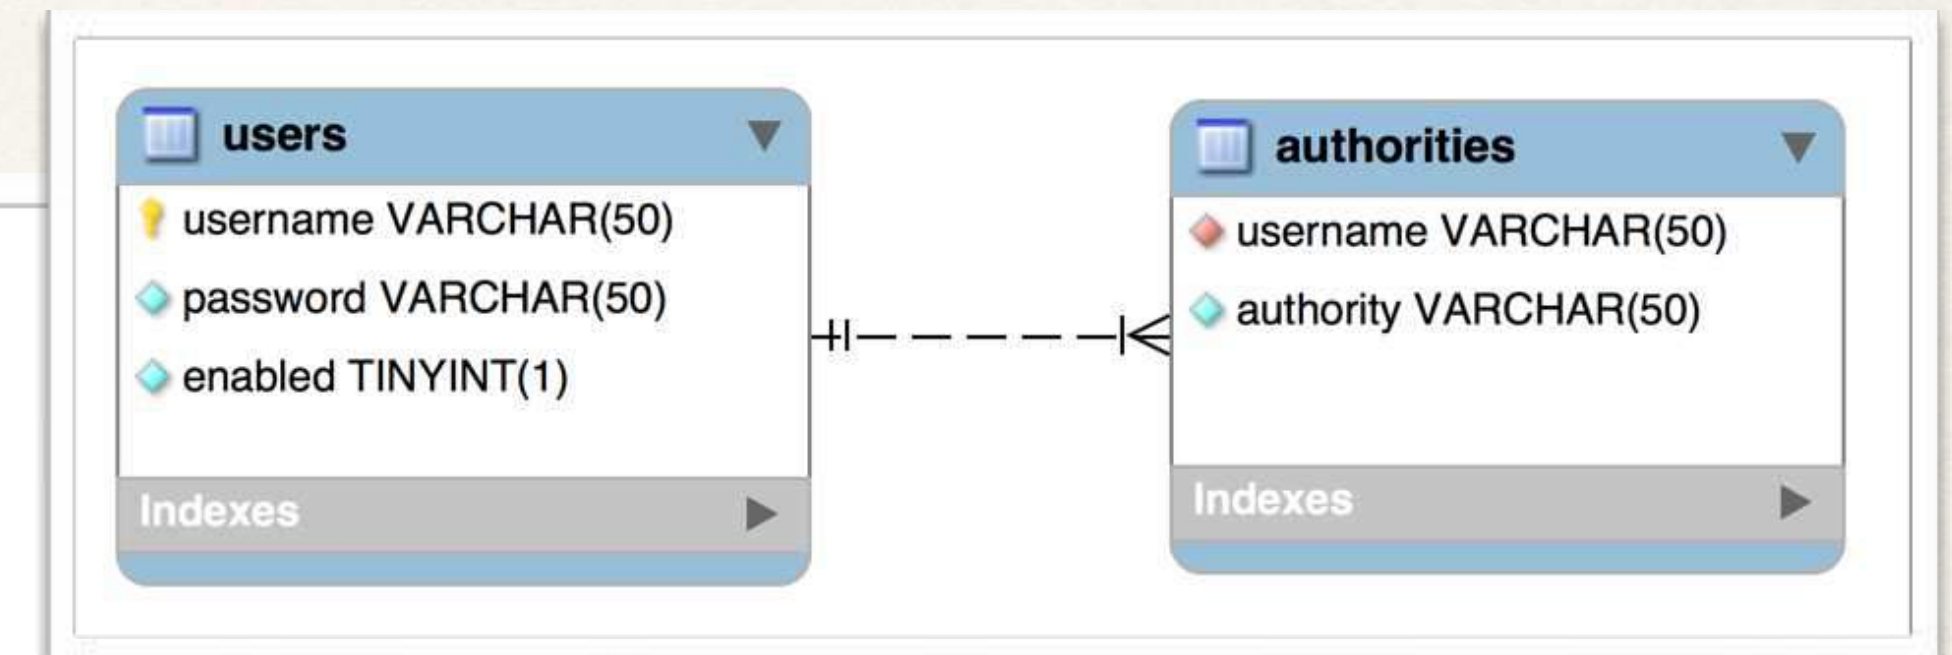 users
username VARCHAR(50)
password VARCHAR(50)
enabled TINYINT(1)
Indexes
authorities
username VARCHAR(50)
authority VARCHAR(50)
Indexes